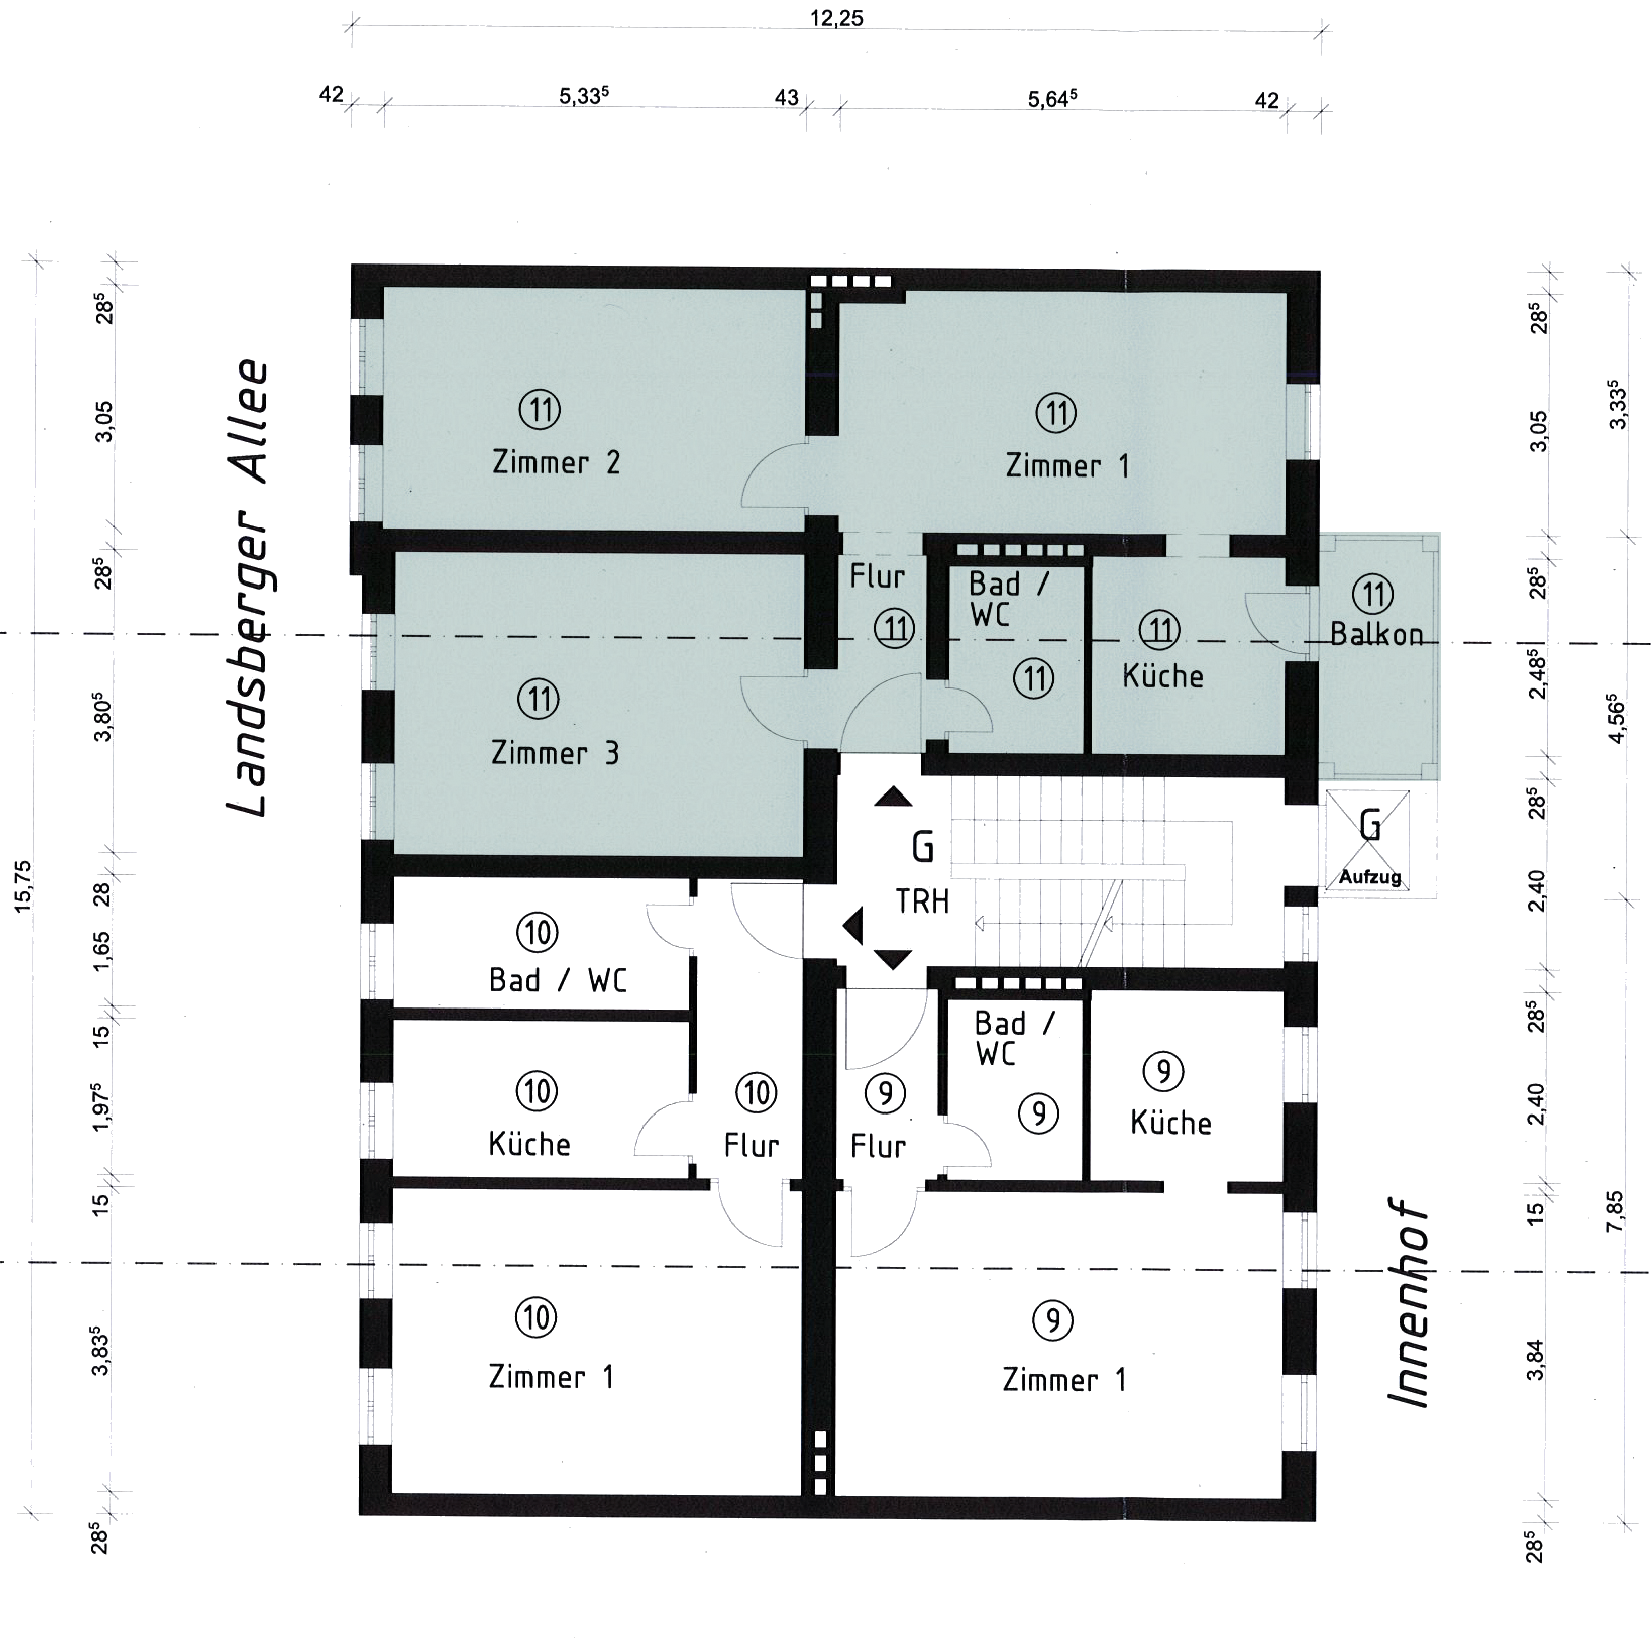 12,25
42
5,33⁵
43
5,64⁵
42
28⁵
3,05
28⁵
3,80⁵
28
1,65
15
1,97⁵
15
3,83⁵
28⁵
15,75
Landsberger Allee
11
Zimmer 2
11
Zimmer 1
11
Zimmer 3
Flur
11
Bad /
WC
11
11
Küche
11
Balkon
G
TRH
G
Aufzug
10
Bad / WC
10
Küche
10
Flur
10
Zimmer 1
9
Flur
Bad /
WC
9
9
Küche
9
Zimmer 1
Innenhof
28⁵
3,05
28⁵
2,48⁵
28⁵
2,40
28⁵
2,40
15
3,84
28⁵
3,33⁵
4,56⁵
7,85